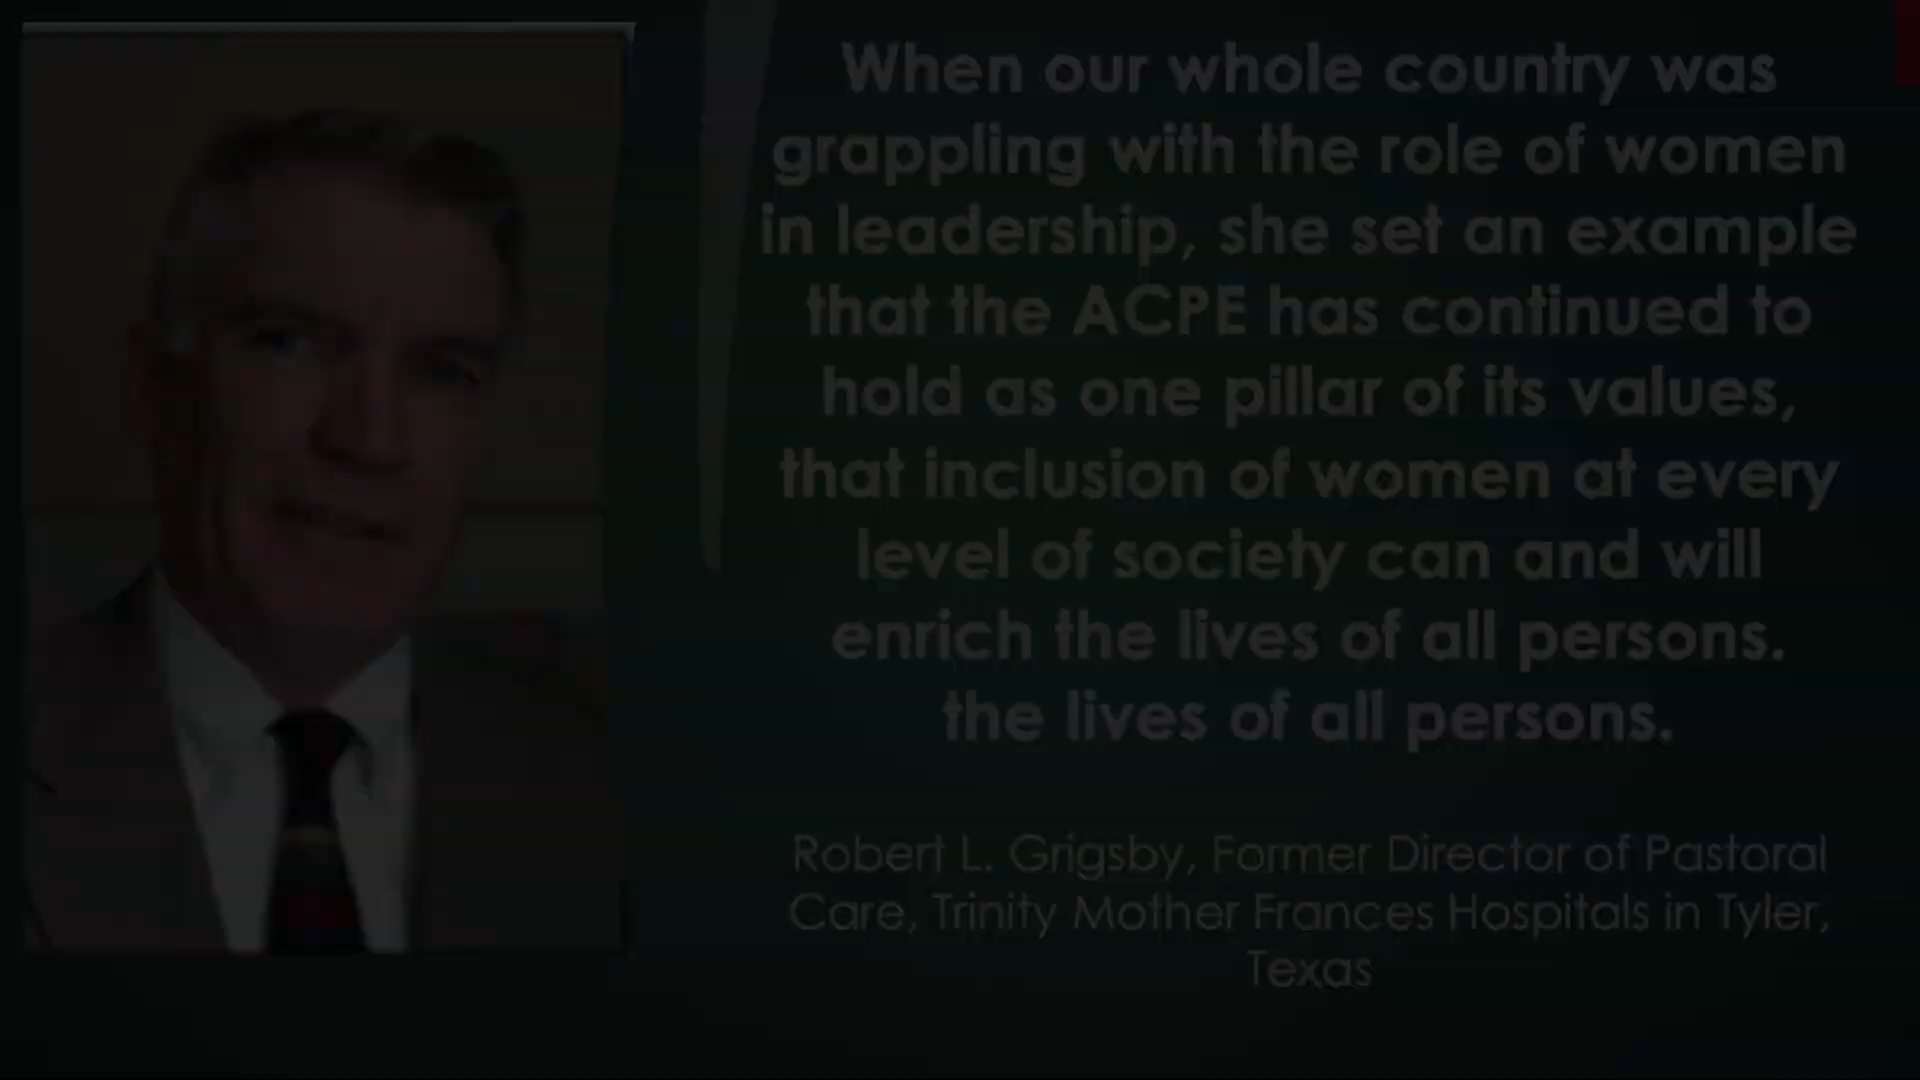 When our whole country was
grappling with the role of women
in leadership, she set an example
that the ACPE has continued to
hold as one pillar of its values,
that inclusion of women at every
level of society can and will
enrich the lives of all persons.
the lives of all persons.
Robert L. Grigsby, Former Director of Pastoral
Care, Trinity Mother Frances Hospitals in Tyler,
Texas